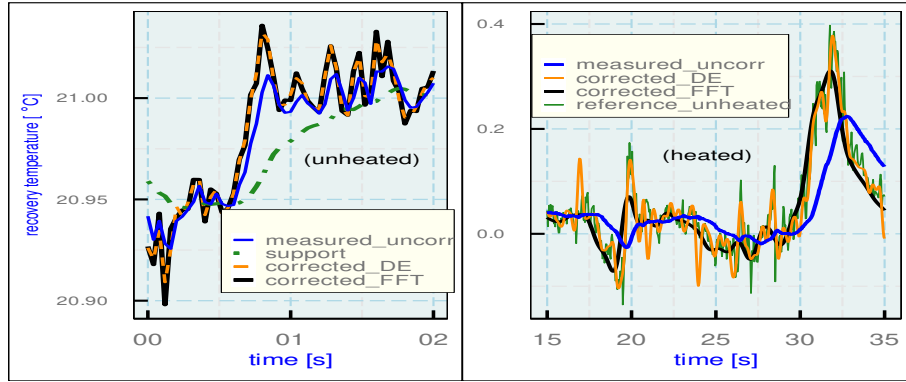 recovery temperature [ °C]
21.00
20.95
20.90
(unheated)
measured_uncorr
support
corrected_DE
corrected_FFT
00
01
02
time [s]
0.4
0.2
0.0
measured_uncorr
corrected_DE
corrected_FFT
reference_unheated
(heated)
15
20
25
30
35
time [s]